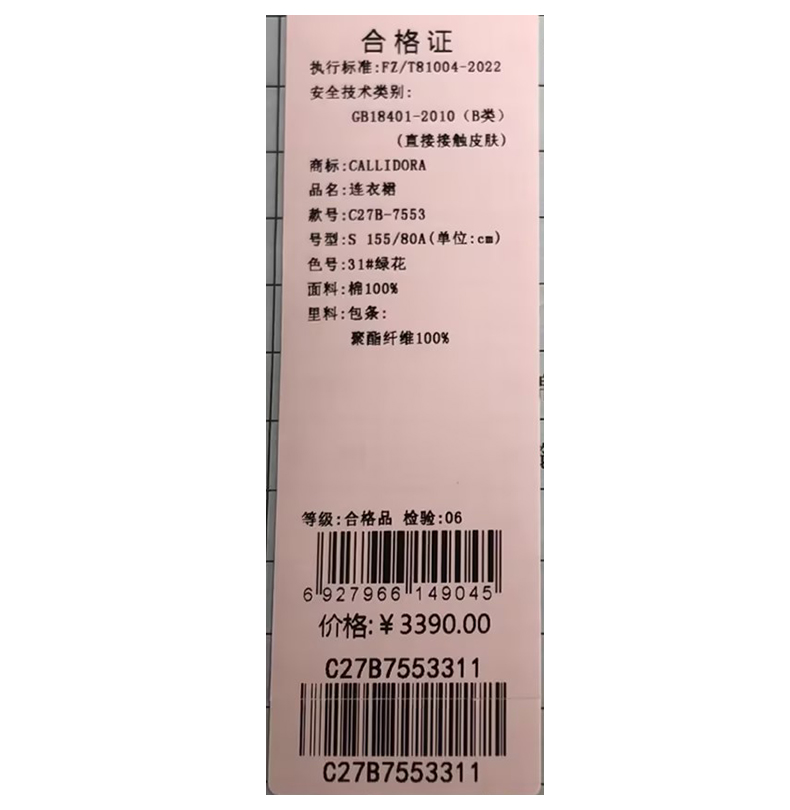 合格证
执行标准:FZ/T81004-2022
安全技术类别:
GB18401-2010（B类）
(直接接触皮肤)
商标:CALLIDORA
品名:连衣裙
款号:C27B-7553
号型:S 155/80A(单位:cm)
色号:31#绿花
面料:棉100%
里料:包条:
聚酯纤维100%
等级:合格品 检验:06
6 927966 149045
价格:￥3390.00
C27B7553311
C27B7553311